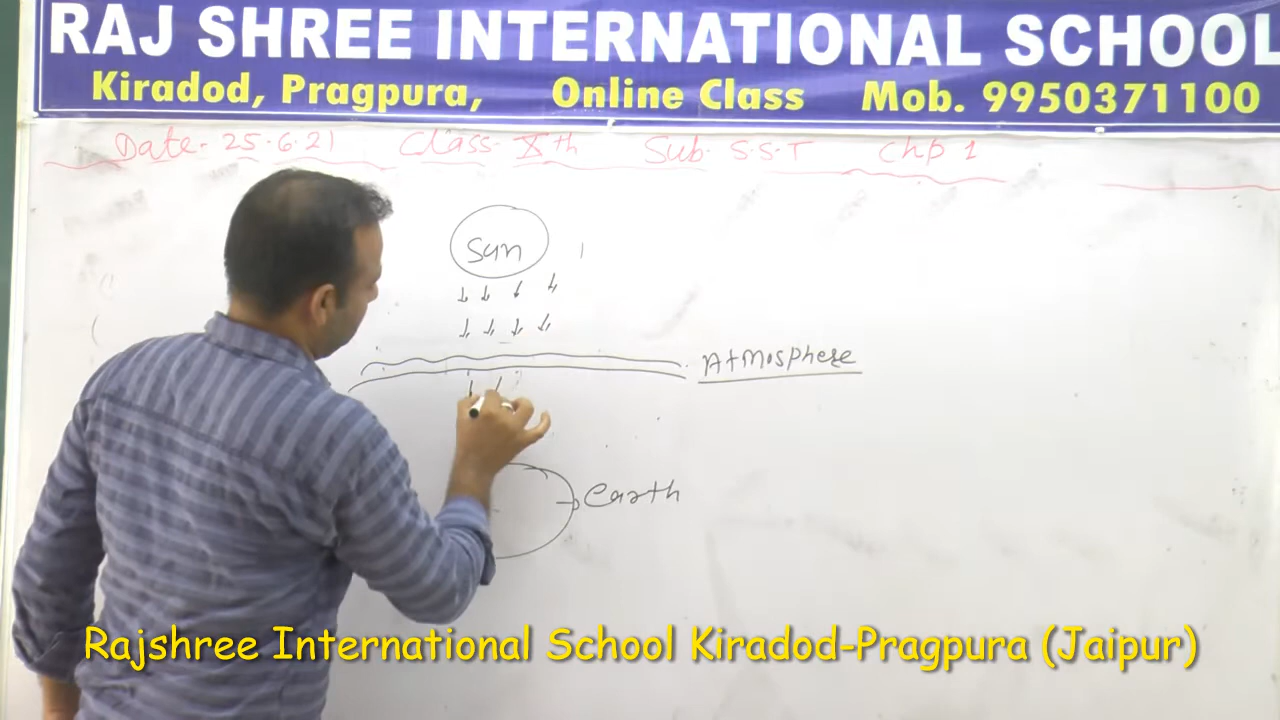 RAJ SHREE INTERNATIONAL SCHOOL
Kiradod, Pragpura, Online Class Mob. 9950371100
Date. 25.6.21 Class- Xth Sub. S.S.T Chp 1
Sun
Atmosphere
earth
Rajshree International School Kiradod-Pragpura (Jaipur)